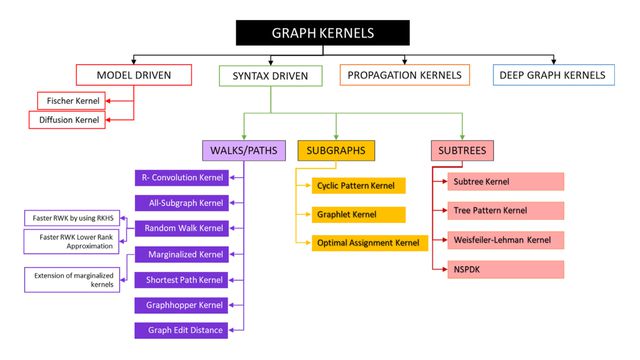 GRAPH KERNELS
MODEL DRIVEN
SYNTAX DRIVEN
PROPAGATION KERNELS
DEEP GRAPH KERNELS
Fischer Kernel
Diffusion Kernel
WALKS/PATHS
SUBGRAPHS
SUBTREES
R- Convolution Kernel
All-Subgraph Kernel
Random Walk Kernel
Marginalized Kernel
Shortest Path Kernel
Graphhopper Kernel
Graph Edit Distance
Faster RWK by using RKHS
Faster RWK Lower Rank
Approximation
Extension of marginalized
kernels
Cyclic Pattern Kernel
Graphlet Kernel
Optimal Assignment Kernel
Subtree Kernel
Tree Pattern Kernel
Weisfeiler-Lehman Kernel
NSPDK